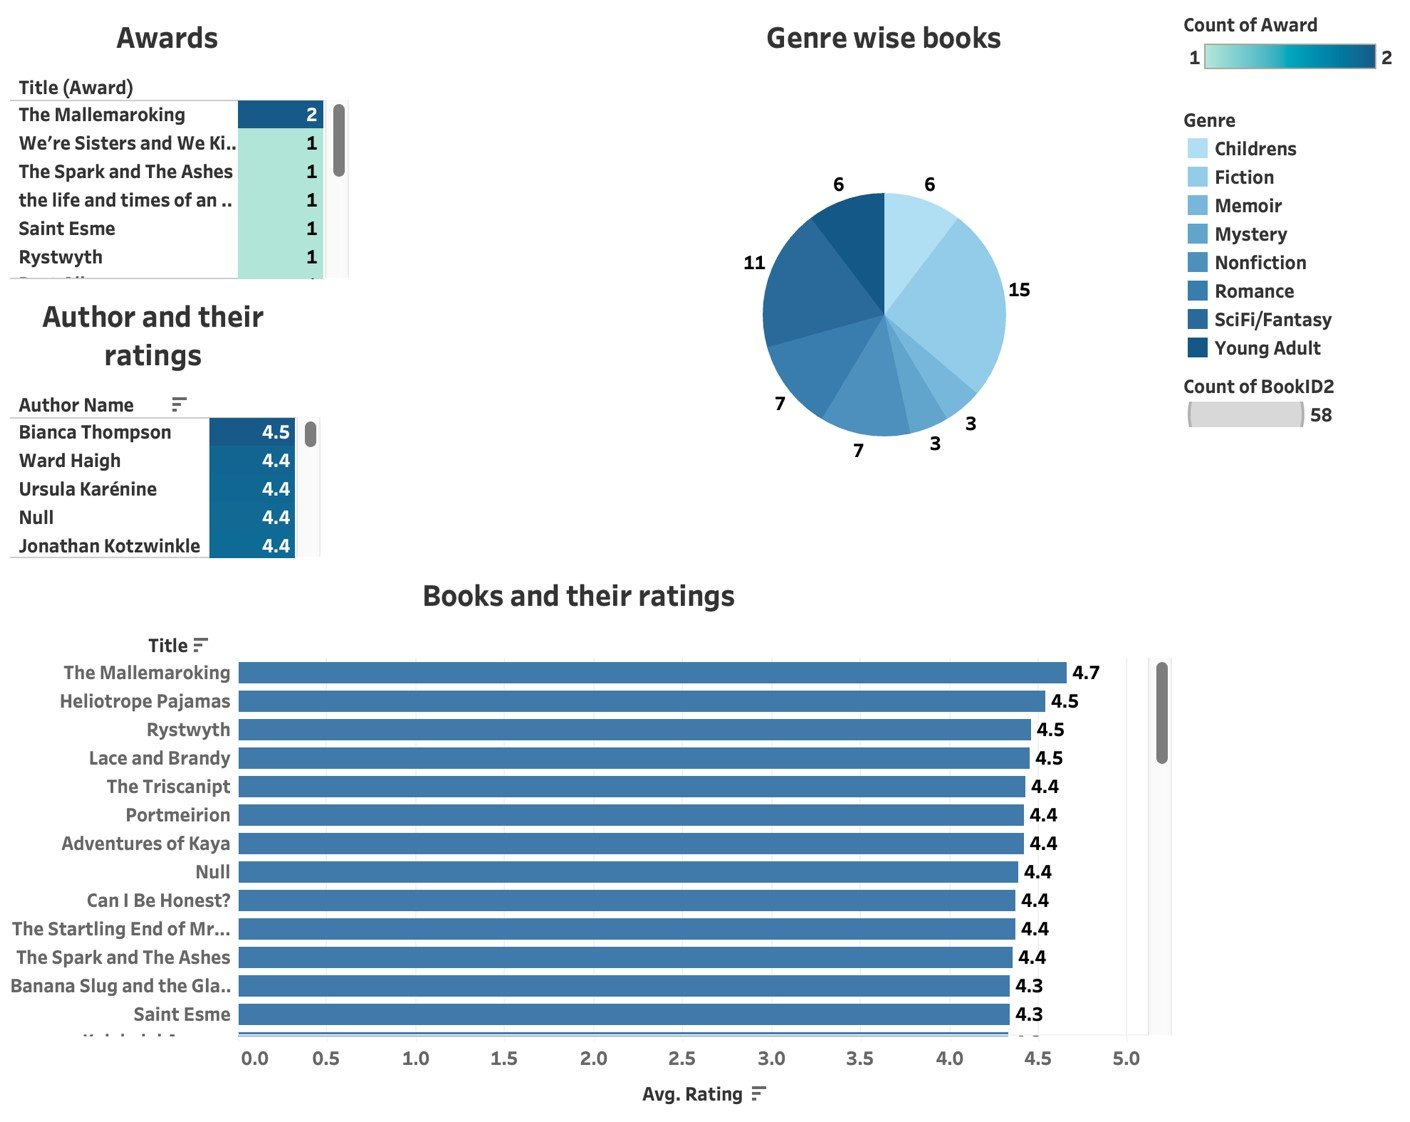 Awards
Title (Award)
The Mallemaroking 2
We're Sisters and We Ki.. 1
The Spark and The Ashes 1
the life and times of an .. 1
Saint Esme 1
Rystwyth 1
Author and their
ratings
Author Name
Bianca Thompson 4.5
Ward Haigh 4.4
Ursula Karénine 4.4
Null 4.4
Jonathan Kotzwinkle 4.4
Genre wise books
6
6
15
11
7
7
3
3
Count of Award
1 2
Genre
Childrens
Fiction
Memoir
Mystery
Nonfiction
Romance
SciFi/Fantasy
Young Adult
Count of BookID2
58
Books and their ratings
Title
The Mallemaroking 4.7
Heliotrope Pajamas 4.5
Rystwyth 4.5
Lace and Brandy 4.5
The Triscanipt 4.4
Portmeirion 4.4
Adventures of Kaya 4.4
Null 4.4
Can I Be Honest? 4.4
The Startling End of Mr... 4.4
The Spark and The Ashes 4.4
Banana Slug and the Gla.. 4.3
Saint Esme 4.3
0.0 0.5 1.0 1.5 2.0 2.5 3.0 3.5 4.0 4.5 5.0
Avg. Rating